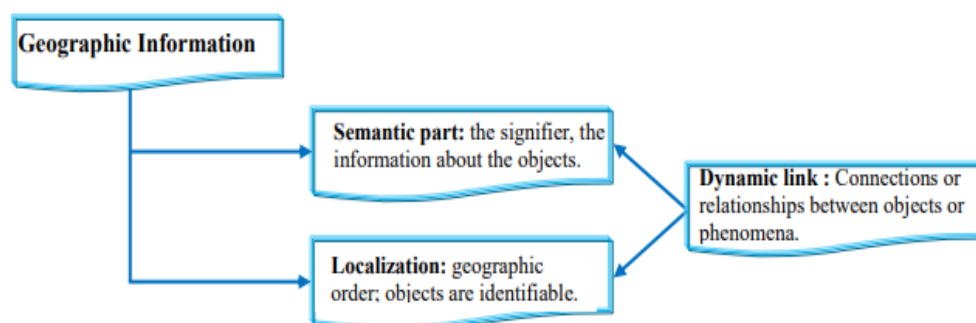 Geographic Information
Semantic part: the signifier, the
information about the objects.
Dynamic link : Connections or
relationships between objects or
phenomena.
Localization: geographic
order; objects are identifiable.